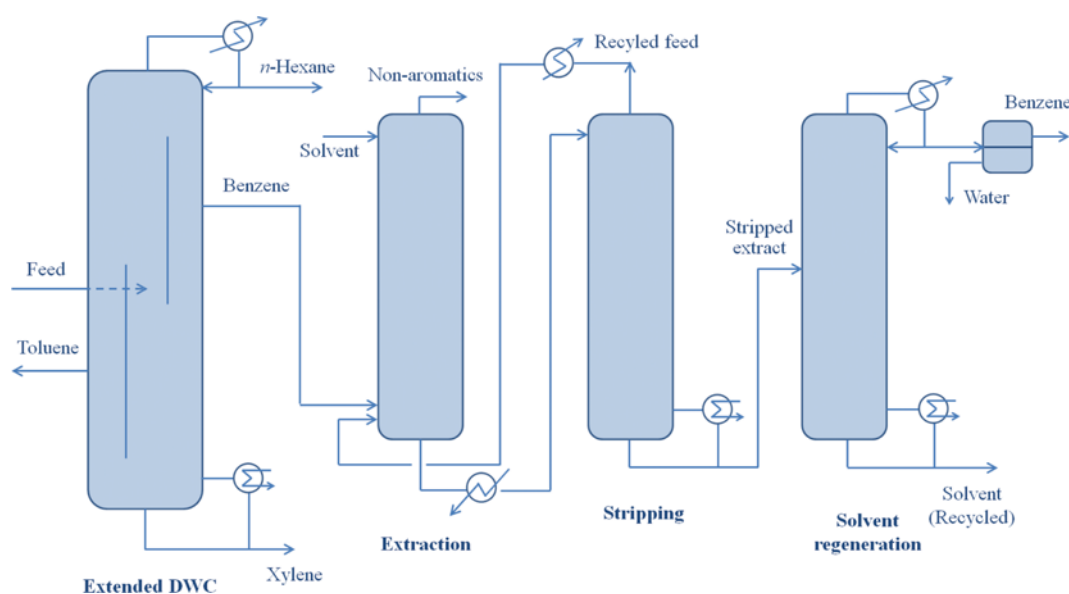 Recyled feed
n-Hexane
Non-aromatics
Benzene
Solvent
Benzene
Water
Stripped
extract
Feed
Toluene
Solvent
(Recycled)
Stripping
Solvent
regeneration
Extraction
Xylene
Extended DWC